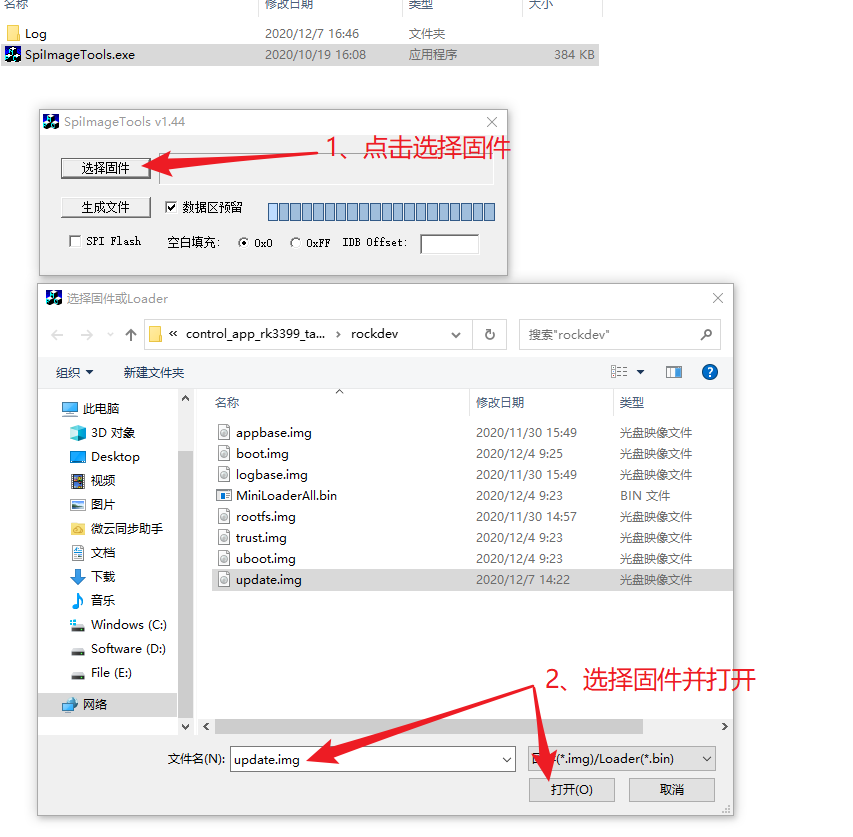 名称 修改日期 类型 大小
Log 2020/12/7 16:46 文件夹
SpiImageTools.exe 2020/10/19 16:08 应用程序 384 KB
SpiImageTools v1.44
1、点击选择固件
选择固件
生成文件 数据区预留
SPI Flash 空白填充: 0x0 0xFF IDB Offset:
选择固件或Loader
« control_app_rk3399_ta... › rockdev 搜索"rockdev"
组织 新建文件夹
名称 修改日期 类型
此电脑
3D 对象
Desktop
视频
图片
微云同步助手
文档
下载
音乐
Windows (C:)
Software (D:)
File (E:)
网络
appbase.img 2020/11/30 15:49 光盘映像文件
boot.img 2020/12/4 9:25 光盘映像文件
logbase.img 2020/11/30 15:49 光盘映像文件
MiniLoaderAll.bin 2020/12/4 9:23 BIN 文件
rootfs.img 2020/11/30 14:57 光盘映像文件
trust.img 2020/12/4 9:23 光盘映像文件
uboot.img 2020/12/4 9:23 光盘映像文件
update.img 2020/12/7 14:22 光盘映像文件
2、选择固件并打开
文件名(N): update.img (*.img)/Loader(*.bin)
打开(O) 取消